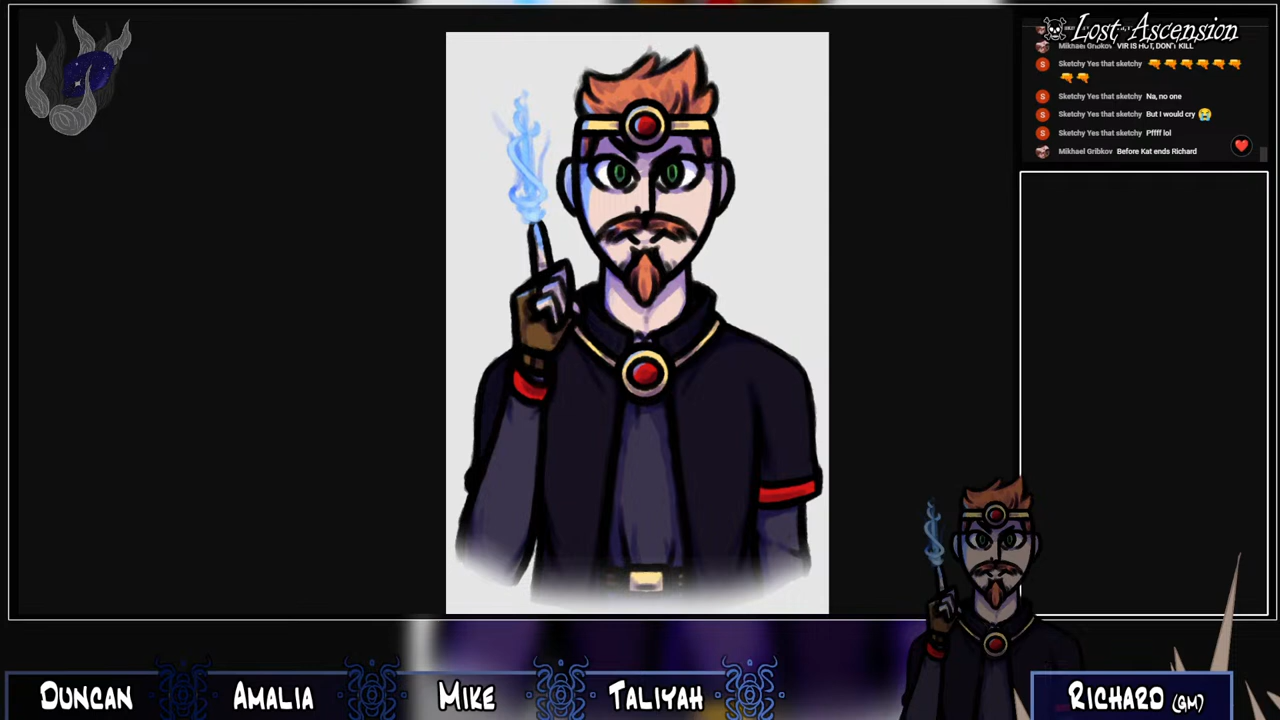 Lost Ascension
Mikhael Gribkov VIR IS HOT, DON'T KILL
Sketchy Yes that sketchy
Sketchy Yes that sketchy Na, no one
Sketchy Yes that sketchy But I would cry 😭
Sketchy Yes that sketchy Pffff lol
Mikhael Gribkov Before Kat ends Richard
DUNCAN
AMALIA
MIKE
TALIYAH
RICHARD (GM)